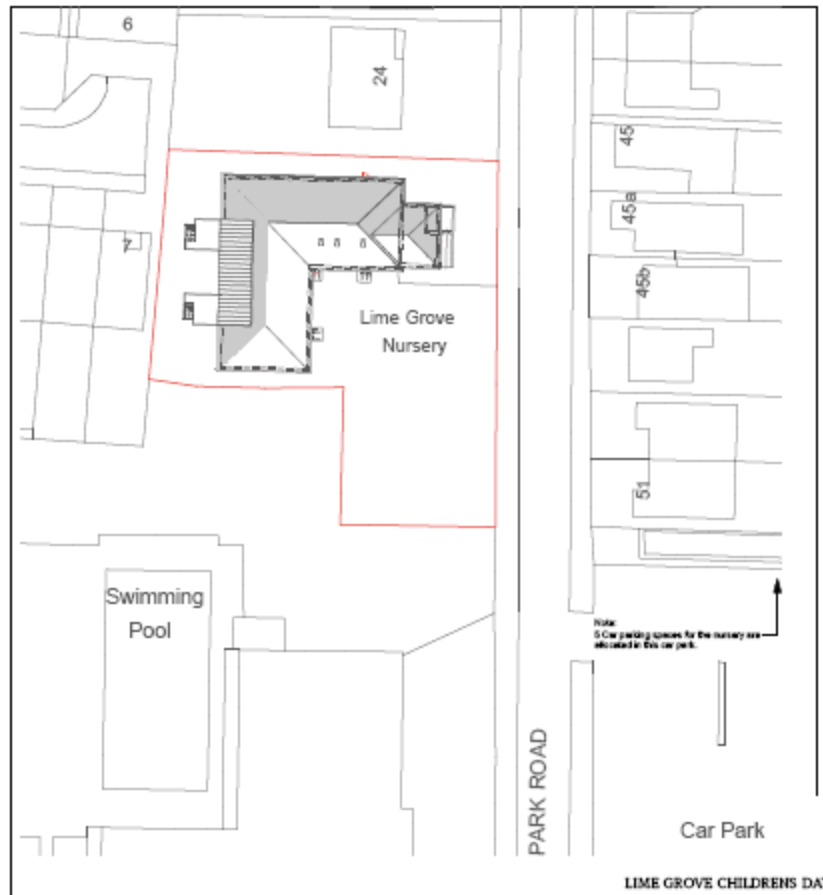 6
24
45
45a
7
45b
Lime Grove
Nursery
51
Swimming
Pool
Note:
5 Car parking spaces for the nursery are
allocated in this car park.
PARK ROAD
Car Park
LIME GROVE CHILDRENS DA